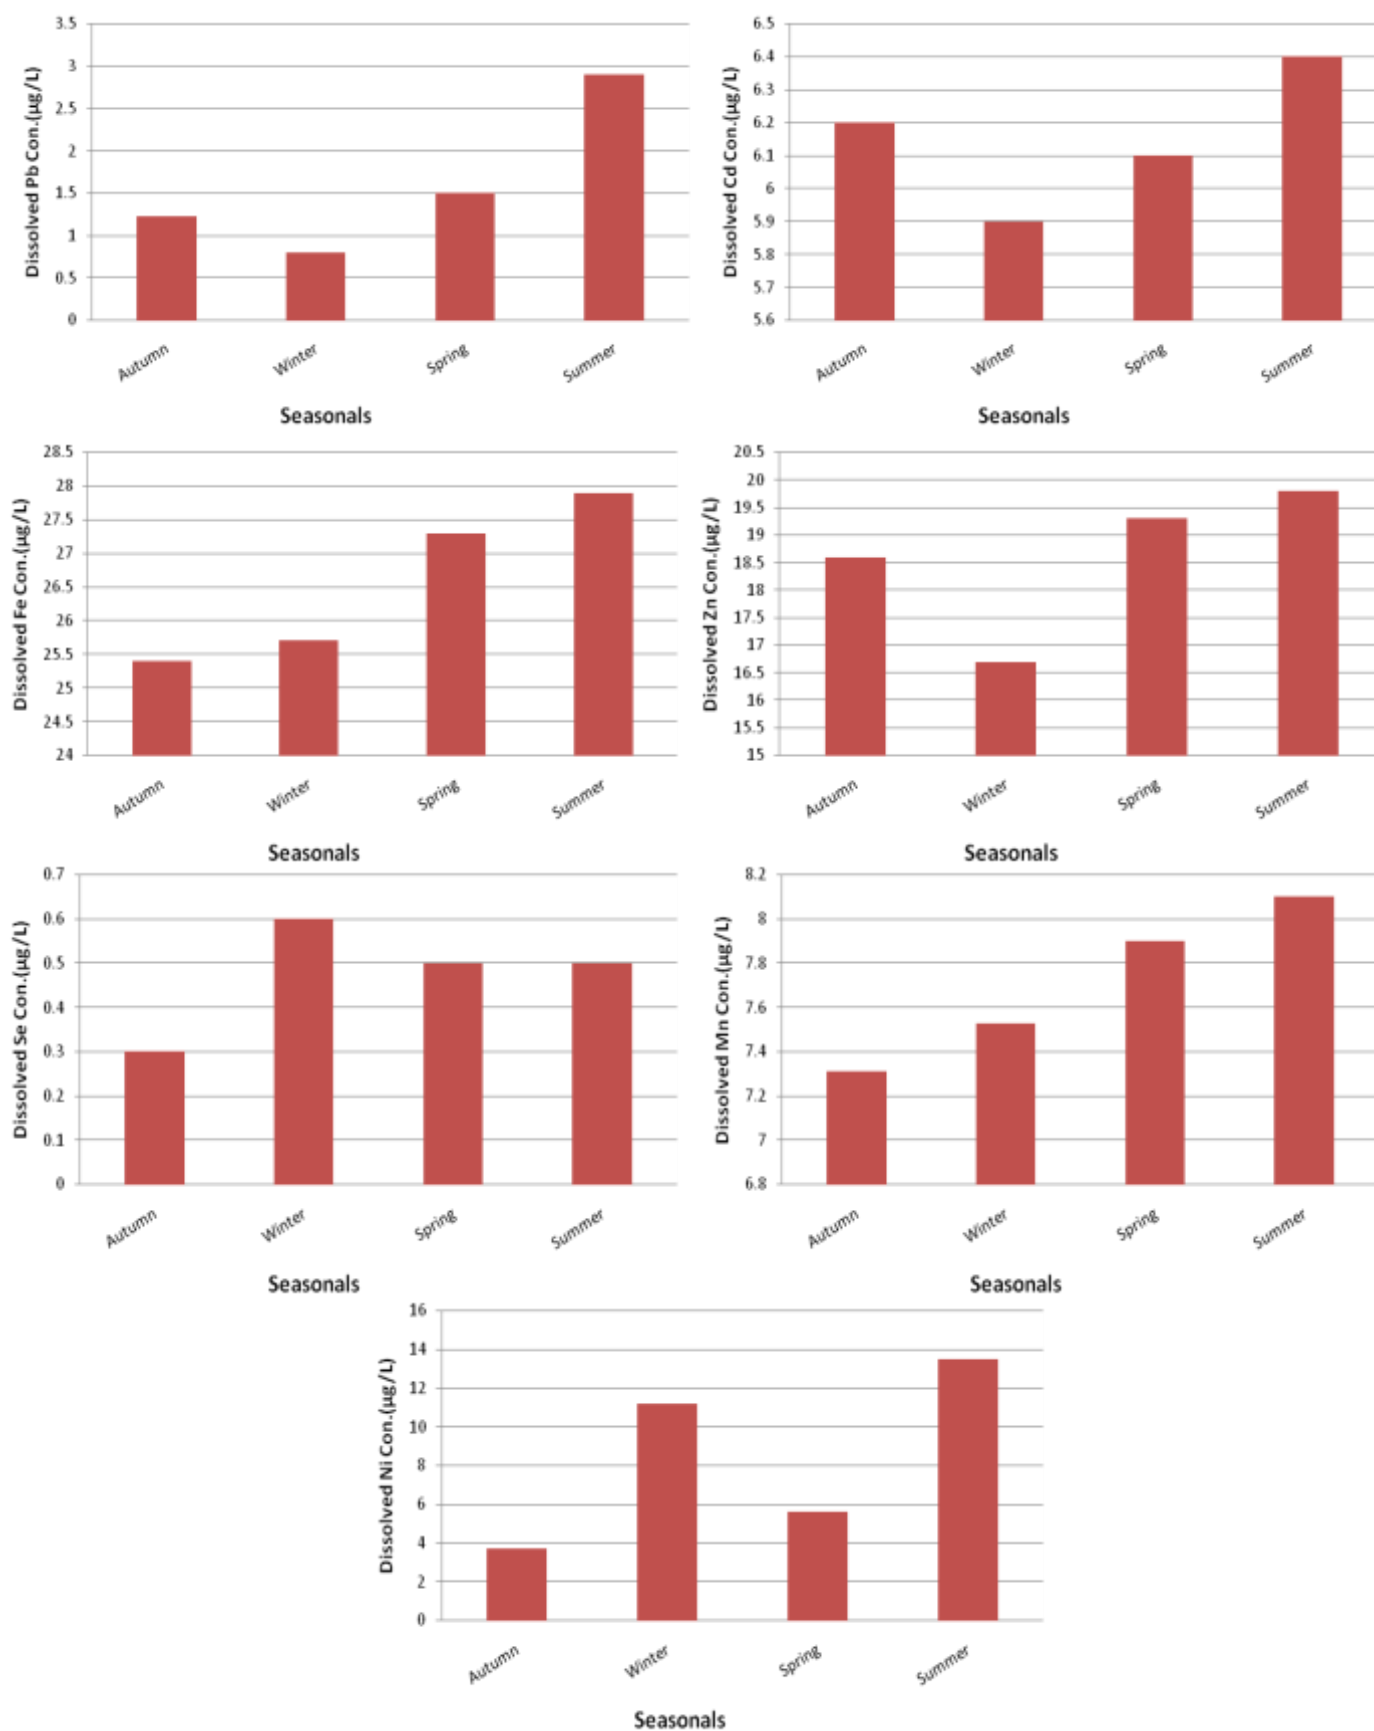 Dissolved Pb Con.(µg/L)
3.5
3
2.5
2
1.5
1
0.5
0
Autumn
Winter
Spring
Summer
Seasonals
Dissolved Cd Con.(µg/L)
6.5
6.4
6.3
6.2
6.1
6
5.9
5.8
5.7
5.6
Autumn
Winter
Spring
Summer
Seasonals
Dissolved Fe Con.(µg/L)
28.5
28
27.5
27
26.5
26
25.5
25
24.5
24
Autumn
Winter
Spring
Summer
Seasonals
Dissolved Zn Con.(µg/L)
20.5
20
19.5
19
18.5
18
17.5
17
16.5
16
15.5
15
Autumn
Winter
Spring
Summer
Seasonals
Dissolved Se Con.(µg/L)
0.7
0.6
0.5
0.4
0.3
0.2
0.1
0
Autumn
Winter
Spring
Summer
Seasonals
Dissolved Mn Con.(µg/L)
8.2
8
7.8
7.6
7.4
7.2
7
6.8
Autumn
Winter
Spring
Summer
Seasonals
Dissolved Ni Con.(µg/L)
16
14
12
10
8
6
4
2
0
Autumn
Winter
Spring
Summer
Seasonals